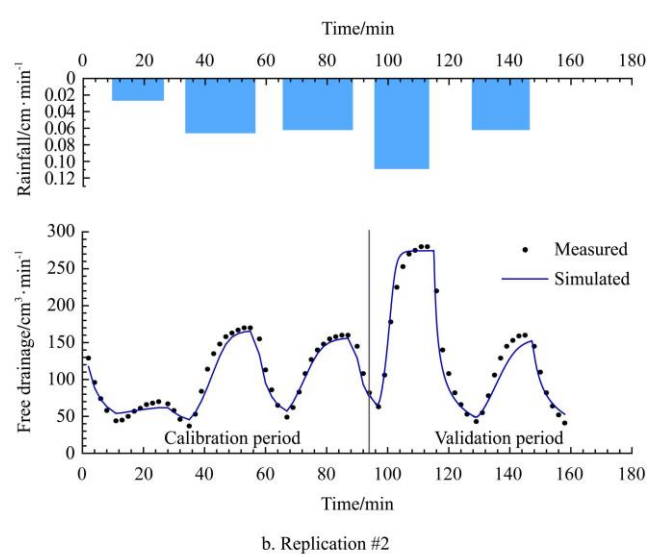 Time/min
0 20 40 60 80 100 120 140 160 180
Rainfall/cm·min⁻¹
0
0.02
0.04
0.06
0.08
0.10
0.12
Free drainage/cm³·min⁻¹
300
250
200
150
100
50
0
Measured
Simulated
Calibration period
Validation period
0 20 40 60 80 100 120 140 160 180
Time/min
b. Replication #2